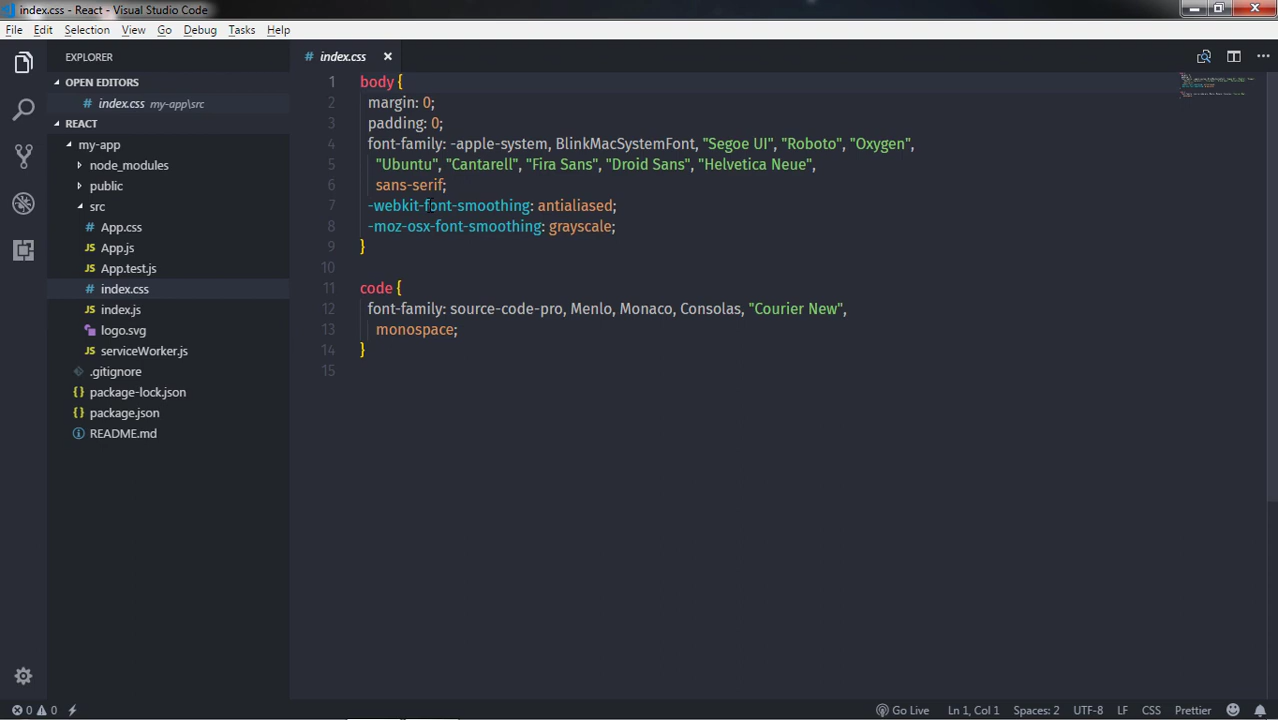 index.css - React - Visual Studio Code
File Edit Selection View Go Debug Tasks Help
EXPLORER
OPEN EDITORS
# index.css my-app\src
REACT
my-app
node_modules
public
src
# App.css
JS App.js
JS App.test.js
# index.css
JS index.js
logo.svg
JS serviceWorker.js
.gitignore
{} package-lock.json
{} package.json
README.md
# index.css
1 body {
2 margin: 0;
3 padding: 0;
4 font-family: -apple-system, BlinkMacSystemFont, "Segoe UI", "Roboto", "Oxygen",
5 "Ubuntu", "Cantarell", "Fira Sans", "Droid Sans", "Helvetica Neue",
6 sans-serif;
7 -webkit-font-smoothing: antialiased;
8 -moz-osx-font-smoothing: grayscale;
9 }
10
11 code {
12 font-family: source-code-pro, Menlo, Monaco, Consolas, "Courier New",
13 monospace;
14 }
15
0 0 Go Live Ln 1, Col 1 Spaces: 2 UTF-8 LF CSS Prettier